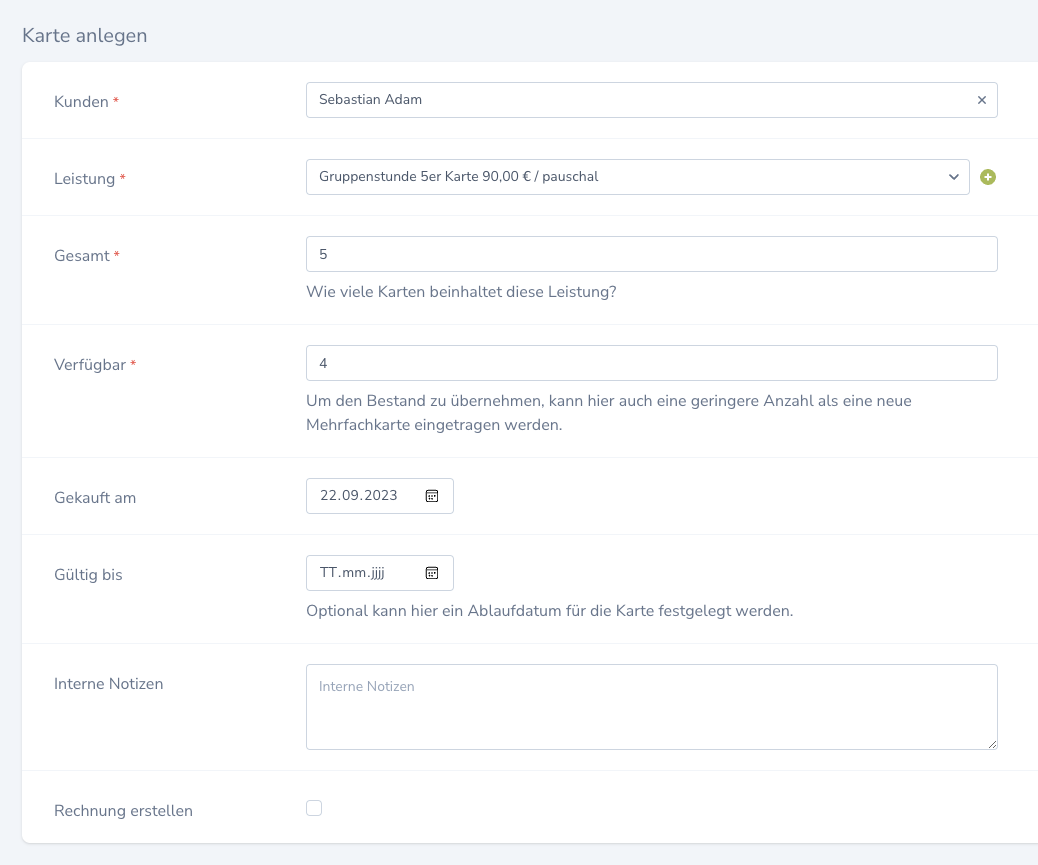 Karte anlegen
Kunden *
Sebastian Adam
Leistung *
Gruppenstunde 5er Karte 90,00 € / pauschal
Gesamt *
5
Wie viele Karten beinhaltet diese Leistung?
Verfügbar *
4
Um den Bestand zu übernehmen, kann hier auch eine geringere Anzahl als eine neue
Mehrfachkarte eingetragen werden.
Gekauft am
22.09.2023
Gültig bis
TT.mm.jjjj
Optional kann hier ein Ablaufdatum für die Karte festgelegt werden.
Interne Notizen
Interne Notizen
Rechnung erstellen